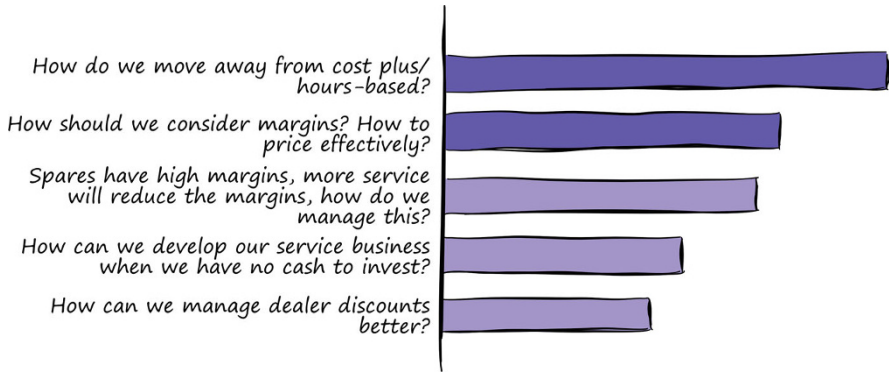 How do we move away from cost plus/
hours-based?
How should we consider margins? How to
price effectively?
Spares have high margins, more service
will reduce the margins, how do we
manage this?
How can we develop our service business
when we have no cash to invest?
How can we manage dealer discounts
better?